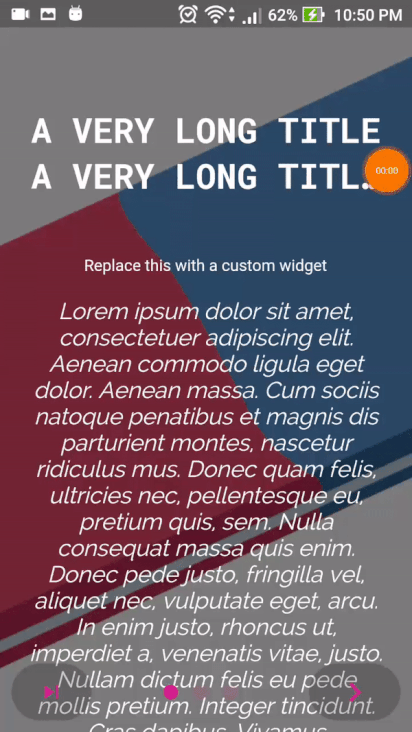 62% 10:50 PM
A VERY LONG TITLE
A VERY LONG TITL…
00:00
Replace this with a custom widget
Lorem ipsum dolor sit amet,
consectetuer adipiscing elit.
Aenean commodo ligula eget
dolor. Aenean massa. Cum sociis
natoque penatibus et magnis dis
parturient montes, nascetur
ridiculus mus. Donec quam felis,
ultricies nec, pellentesque eu,
pretium quis, sem. Nulla
consequat massa quis enim.
Donec pede justo, fringilla vel,
aliquet nec, vulputate eget, arcu.
In enim justo, rhoncus ut,
imperdiet a, venenatis vitae, justo.
Nullam dictum felis eu pede
mollis pretium. Integer tincidunt.
Cras dapibus. Vivamus